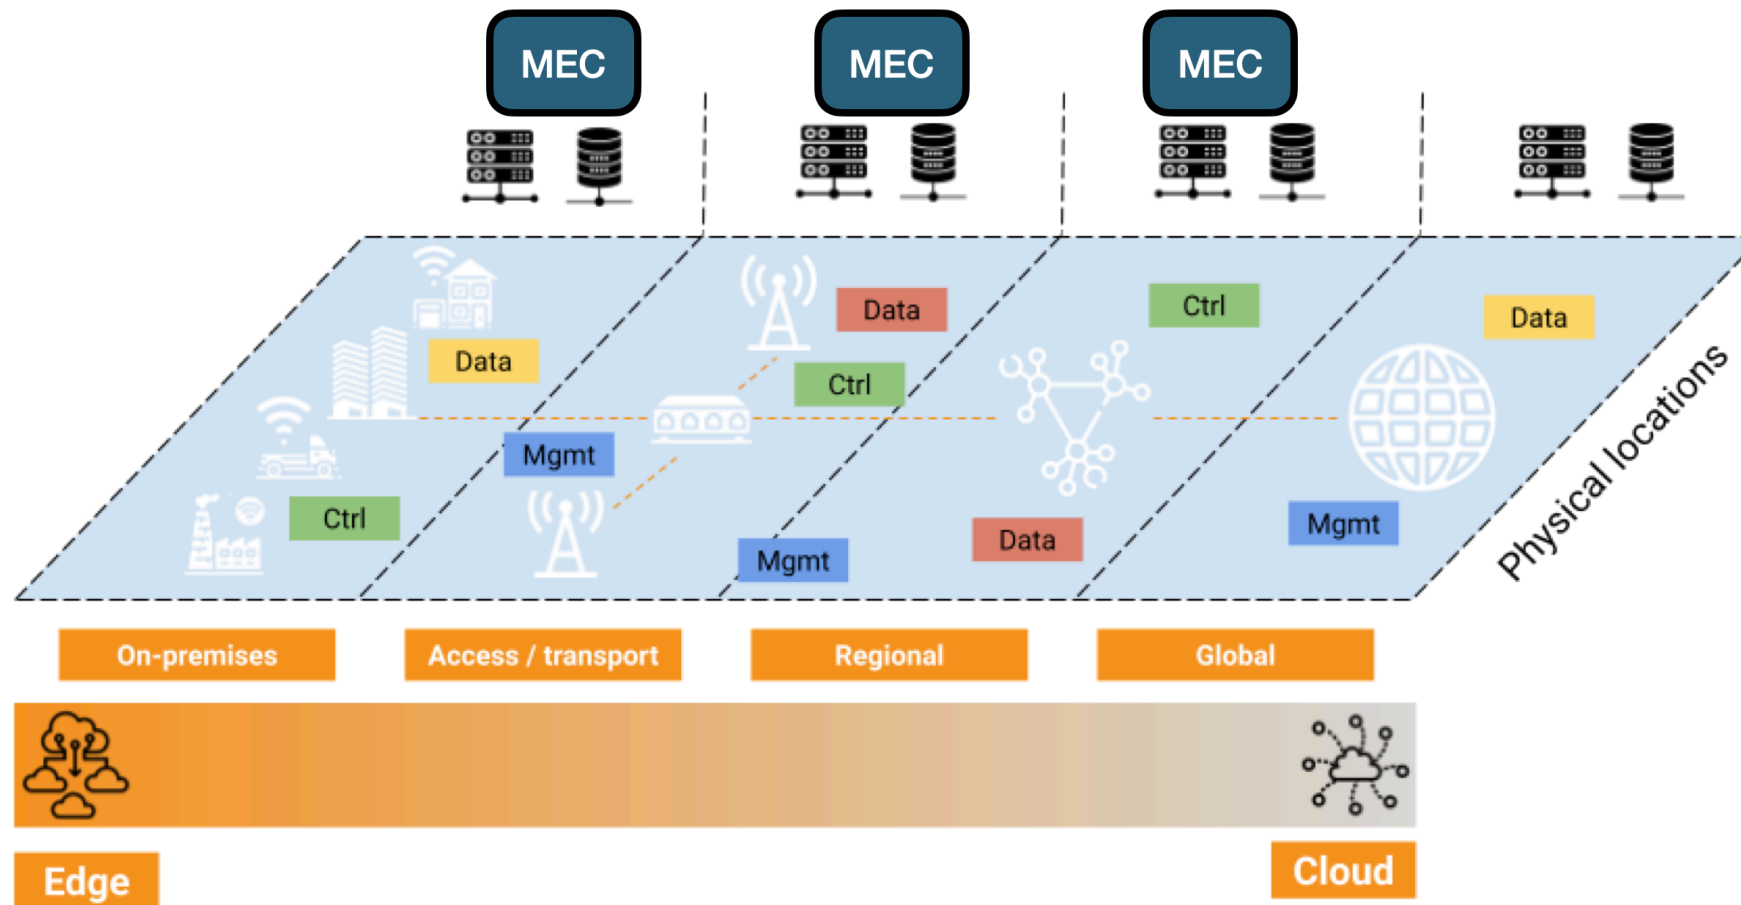 MEC
MEC
MEC
Data
Ctrl
Data
Data
Ctrl
Data
Mgmt
Ctrl
Mgmt
Data
Mgmt
Physical locations
On-premises
Access / transport
Regional
Global
Edge
Cloud